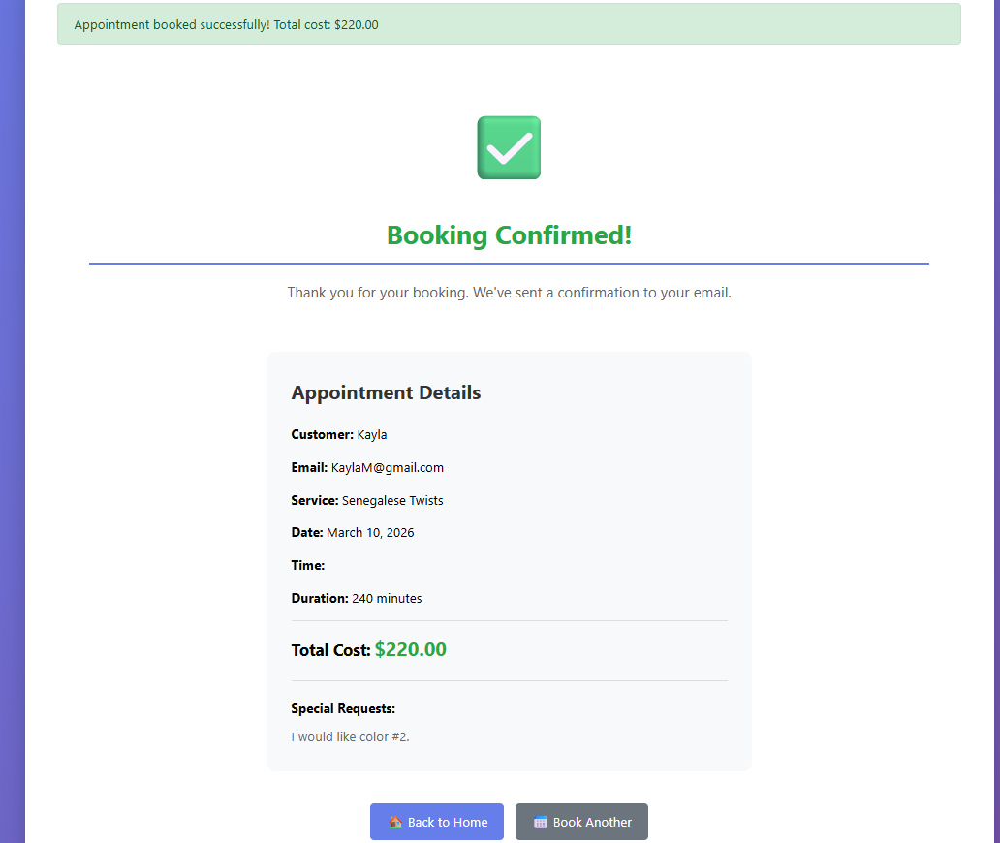 Appointment booked successfully! Total cost: $220.00
Booking Confirmed!
Thank you for your booking. We've sent a confirmation to your email.
Appointment Details
Customer: Kayla
Email: KaylaM@gmail.com
Service: Senegalese Twists
Date: March 10, 2026
Time:
Duration: 240 minutes
Total Cost: $220.00
Special Requests:
I would like color #2.
Back to Home
Book Another